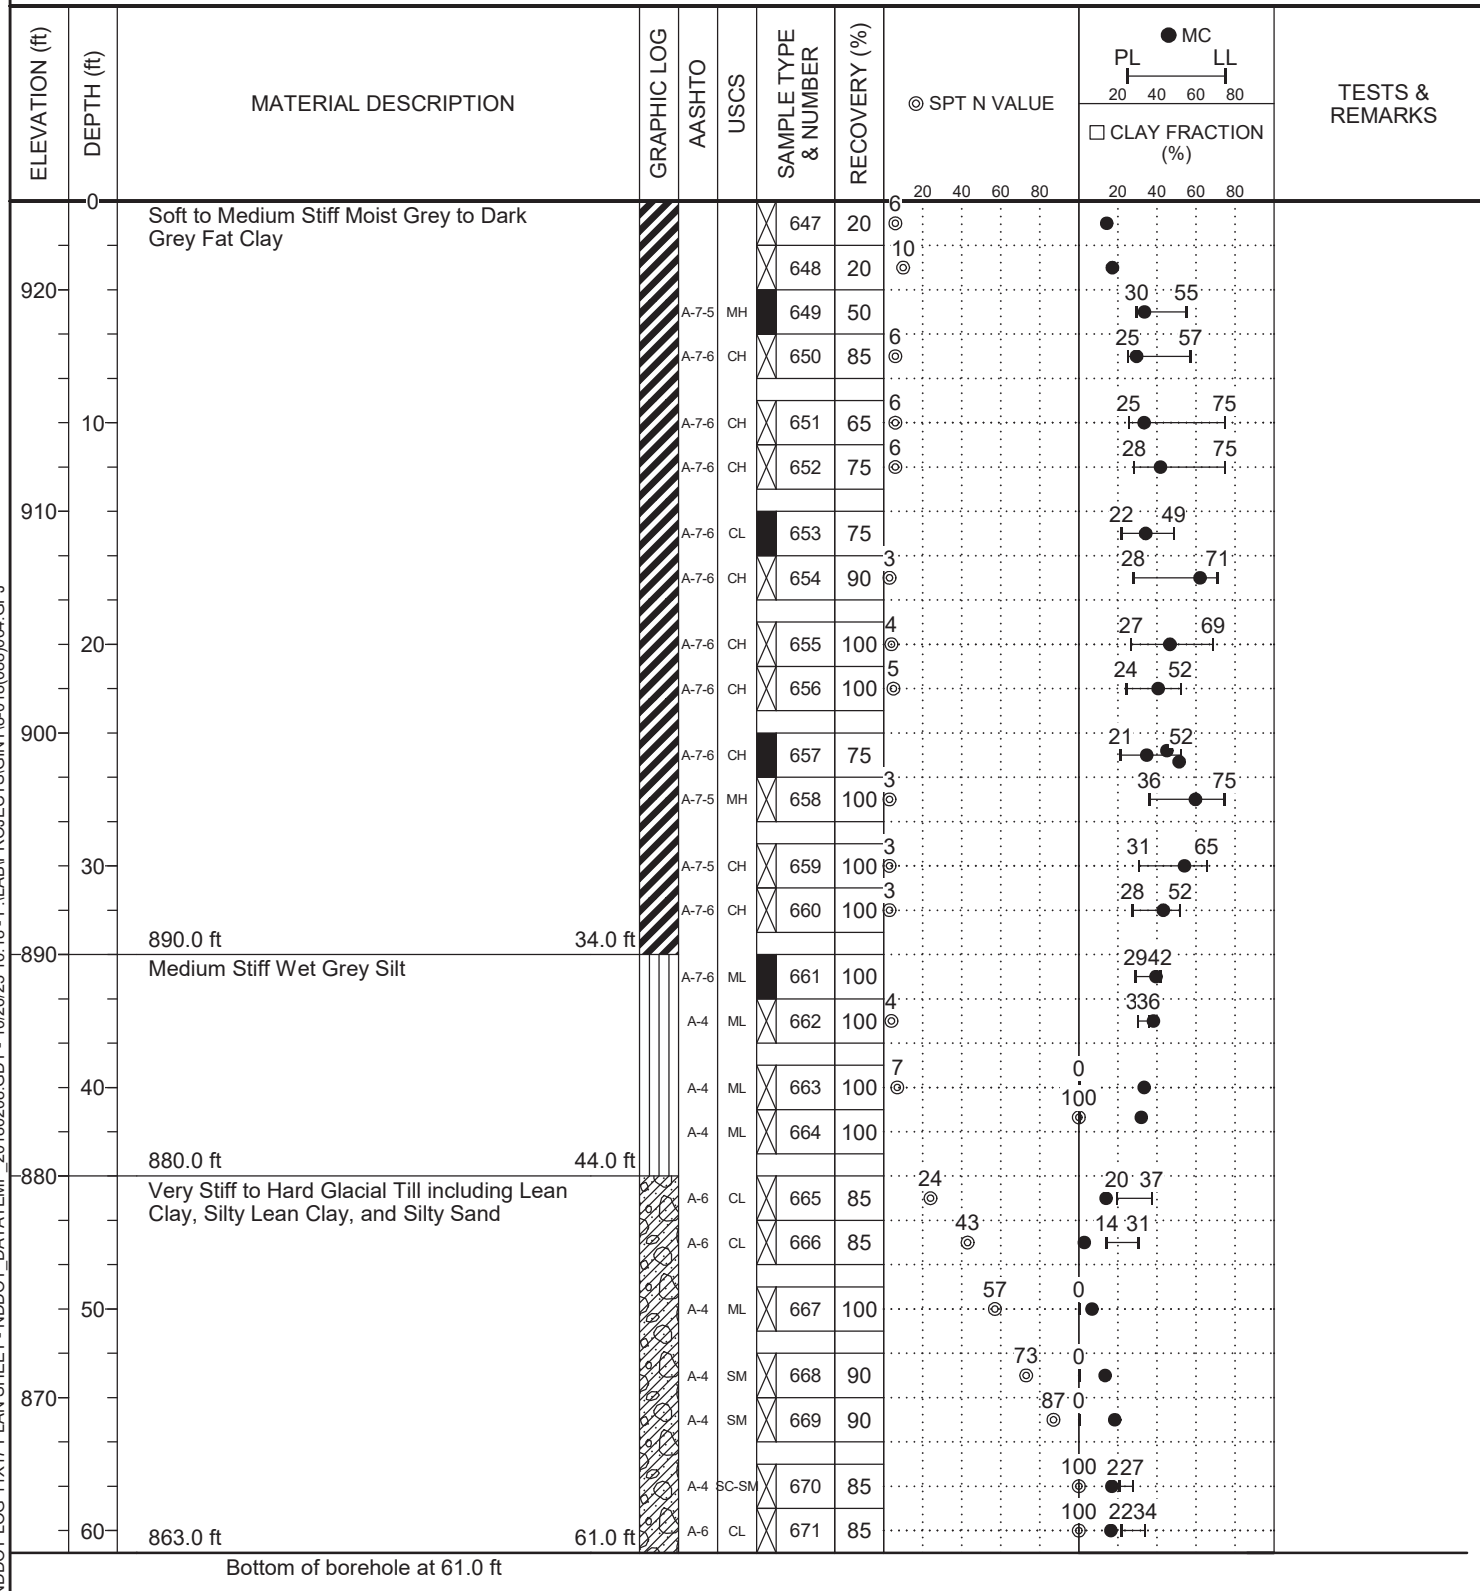 ELEVATION (ft)
DEPTH (ft)
MATERIAL DESCRIPTION
GRAPHIC LOG
AASHTO
USCS
SAMPLE TYPE
& NUMBER
RECOVERY (%)
SPT N VALUE
20 40 60 80
MC
PL LL
20 40 60 80
CLAY FRACTION
(%)
20 40 60 80
TESTS &
REMARKS
0
Soft to Medium Stiff Moist Grey to Dark
Grey Fat Clay
647 20 6
648 20 10
920
A-7-5 MH 649 50 30 55
A-7-6 CH 650 85 6 25 57
10 A-7-6 CH 651 65 6 25 75
A-7-6 CH 652 75 6 28 75
910
A-7-6 CL 653 75 22 49
A-7-6 CH 654 90 3 28 71
20 A-7-6 CH 655 100 4 27 69
A-7-6 CH 656 100 5 24 52
900
A-7-6 CH 657 75 21 52
A-7-5 MH 658 100 3 36 75
30 A-7-5 CH 659 100 3 31 65
A-7-6 CH 660 100 3 28 52
890.0 ft 34.0 ft
890
Medium Stiff Wet Grey Silt
A-7-6 ML 661 100 29 42
A-4 ML 662 100 4 36
40 A-4 ML 663 100 7 0
A-4 ML 664 100 100
880.0 ft 44.0 ft
880
Very Stiff to Hard Glacial Till including Lean
Clay, Silty Lean Clay, and Silty Sand
A-6 CL 665 85 24 20 37
A-6 CL 666 85 43 14 31
50 A-4 ML 667 100 57 0
A-4 SM 668 90 73 0
870
A-4 SM 669 90 87 0
A-4 SC-SM 670 85 100 27
60 A-6 CL 671 85 100 22 34
863.0 ft 61.0 ft
Bottom of borehole at 61.0 ft